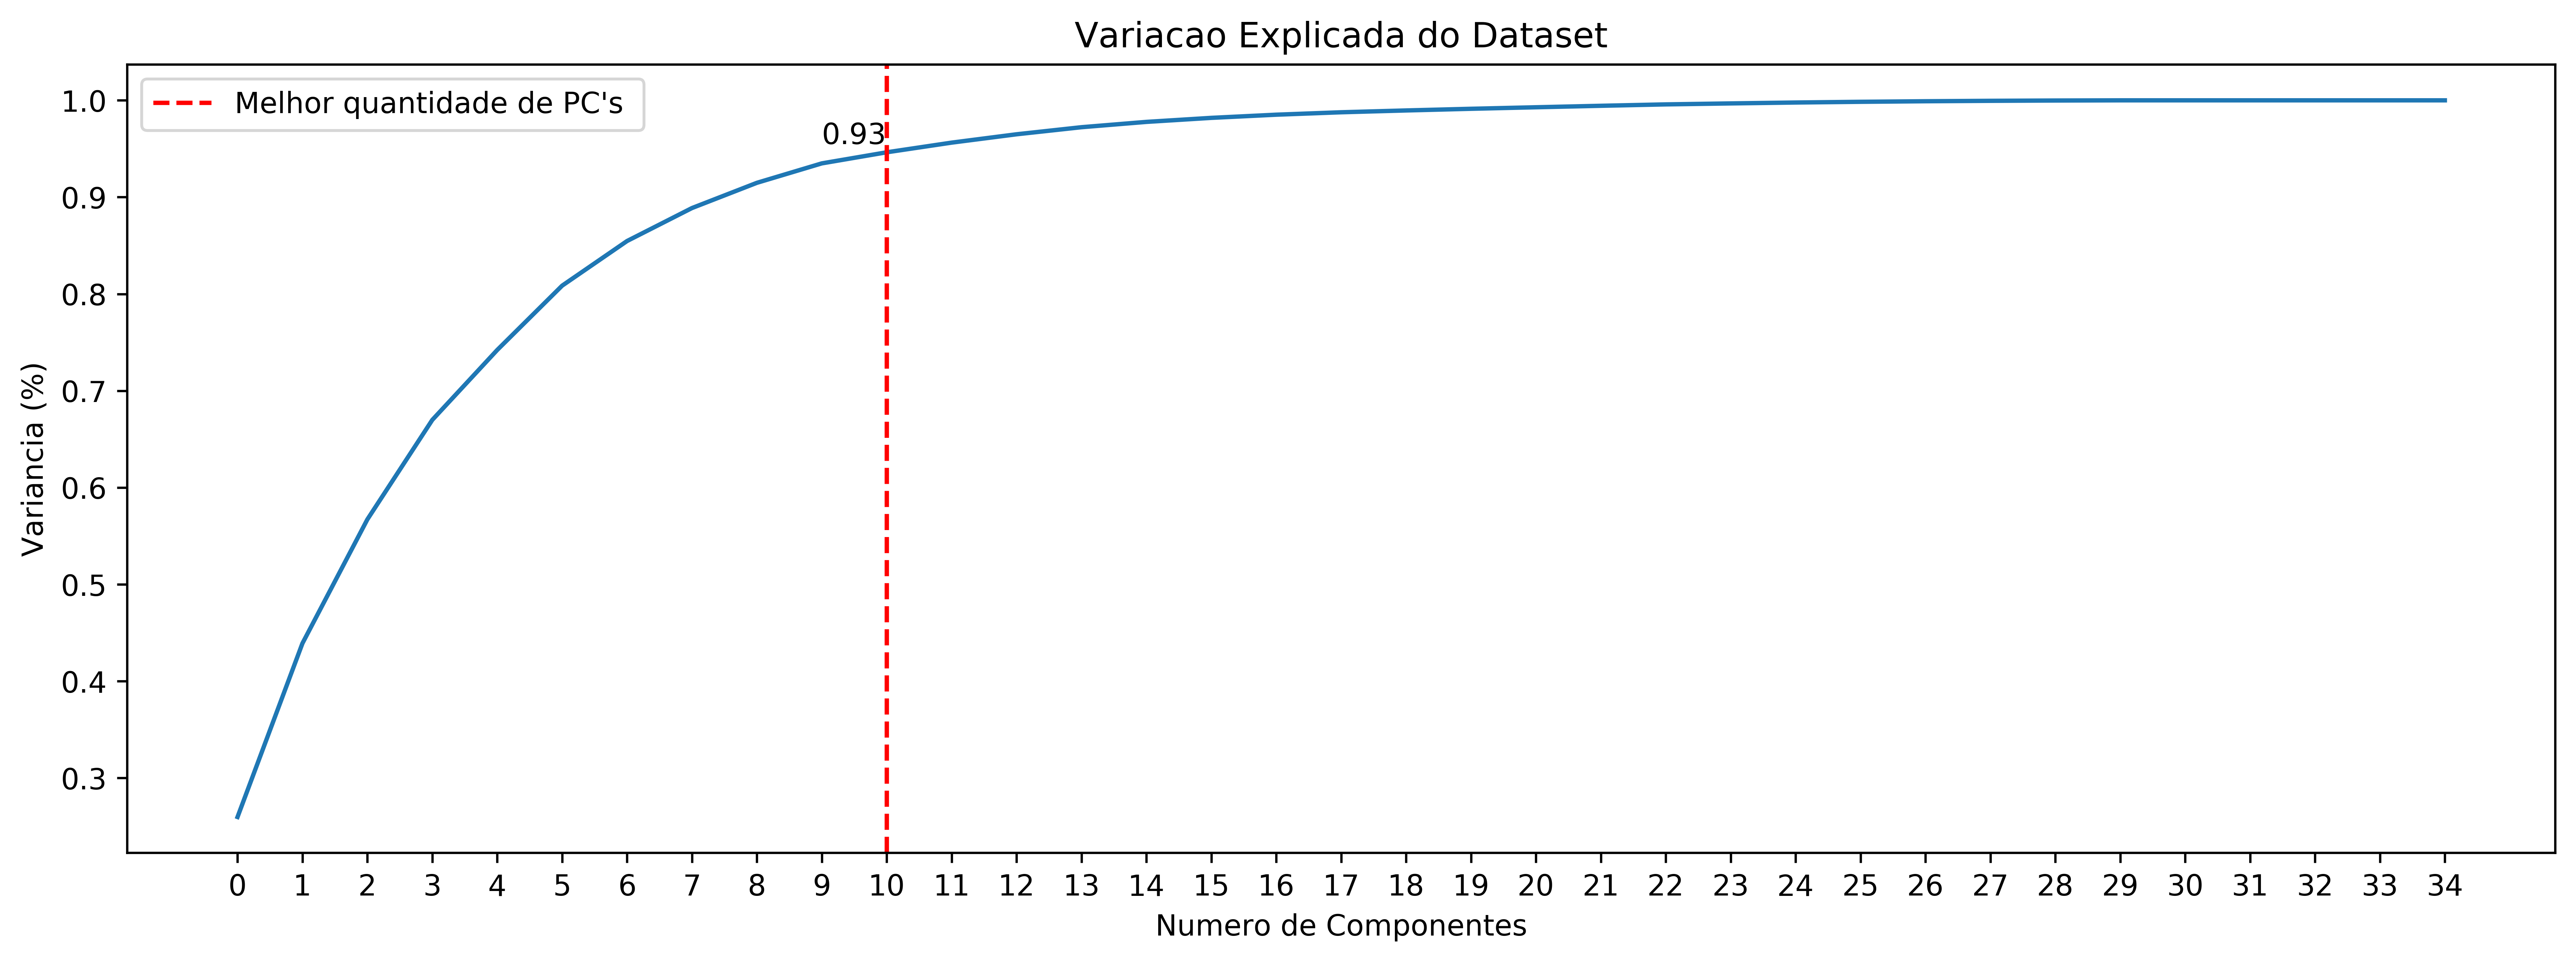 Variacao Explicada do Dataset
Melhor quantidade de PC's
0.93
1.0
0.9
0.8
0.7
0.6
0.5
0.4
0.3
Variancia (%)
0 1 2 3 4 5 6 7 8 9 10 11 12 13 14 15 16 17 18 19 20 21 22 23 24 25 26 27 28 29 30 31 32 33 34
Numero de Componentes